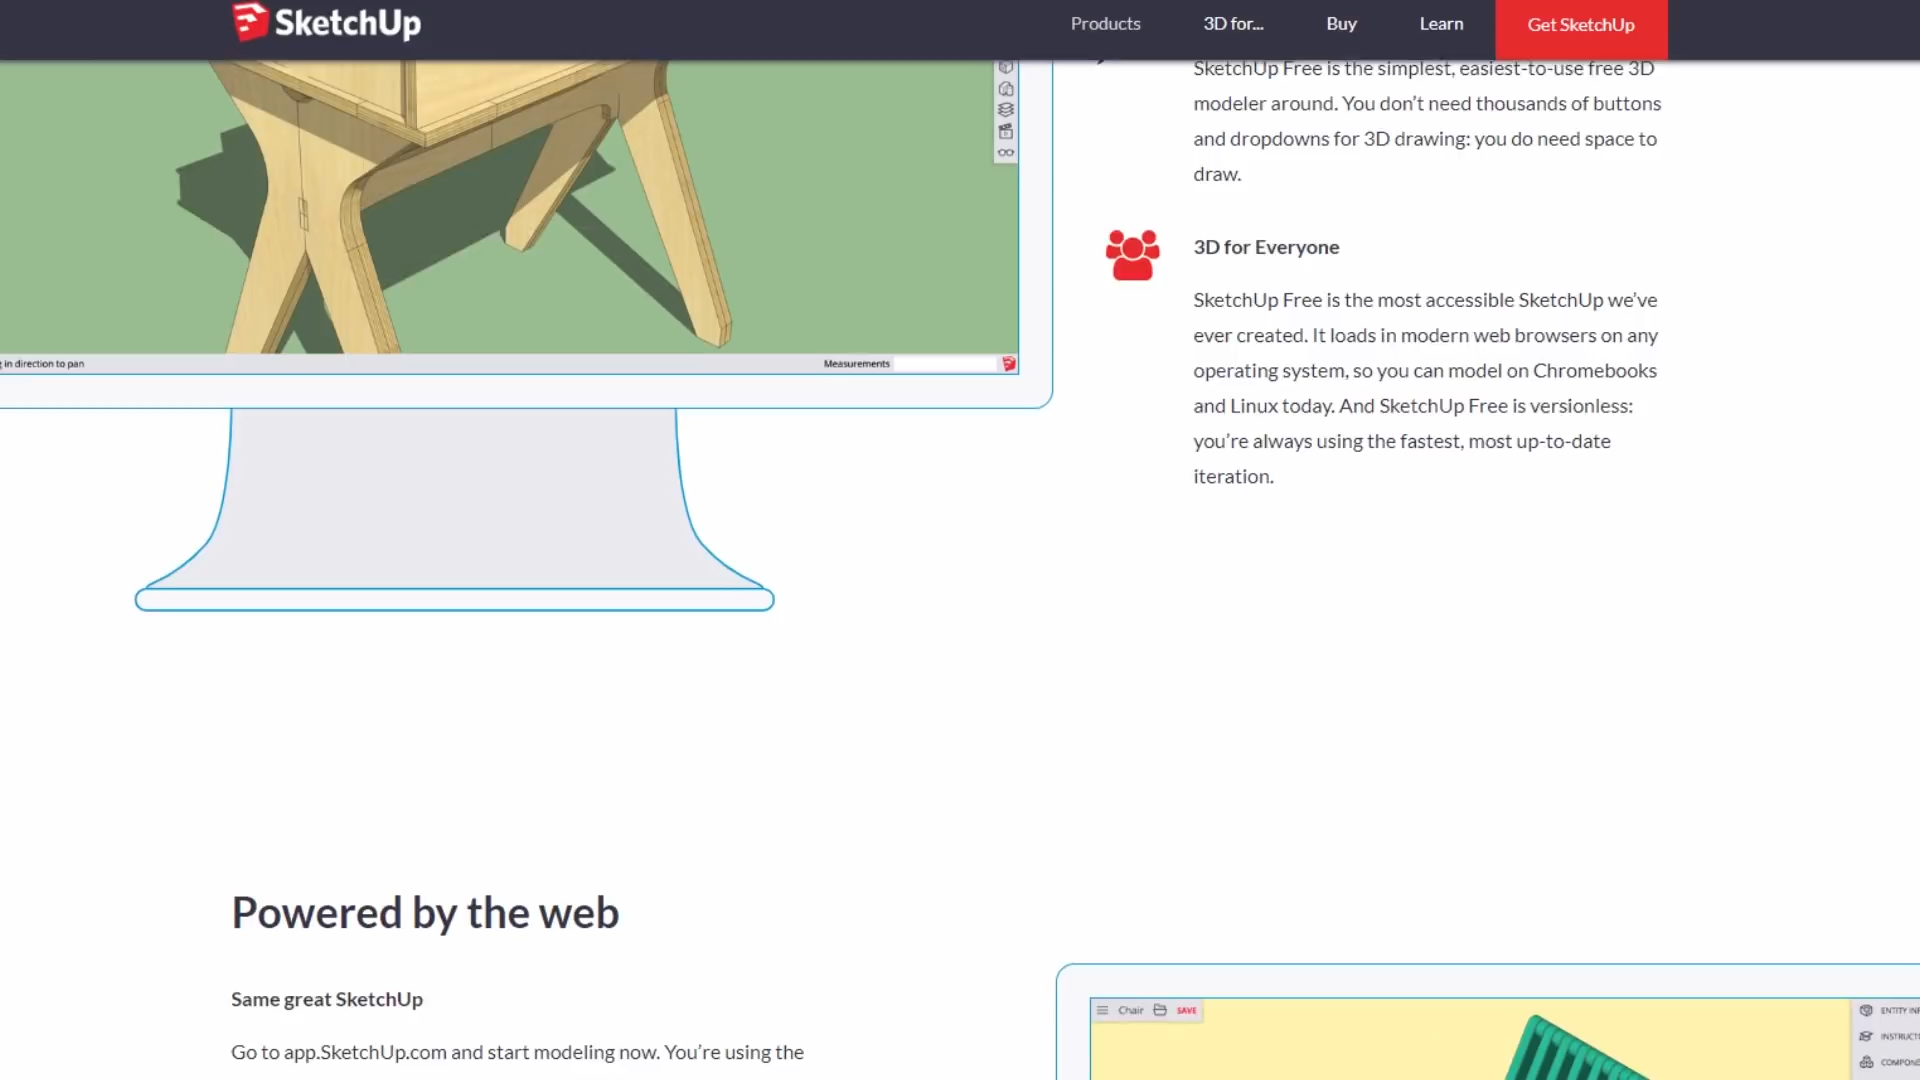 SketchUp
Products
3D for...
Buy
Learn
Get SketchUp
SketchUp Free is the simplest, easiest-to-use free 3D
modeler around. You don’t need thousands of buttons
and dropdowns for 3D drawing: you do need space to
draw.
3D for Everyone
SketchUp Free is the most accessible SketchUp we’ve
ever created. It loads in modern web browsers on any
operating system, so you can model on Chromebooks
and Linux today. And SketchUp Free is versionless:
you’re always using the fastest, most up-to-date
iteration.
in direction to pan
Measurements
Powered by the web
Same great SketchUp
Go to app.SketchUp.com and start modeling now. You’re using the
Chair
SAVE
ENTITY INF
INSTRUCT
COMPONE